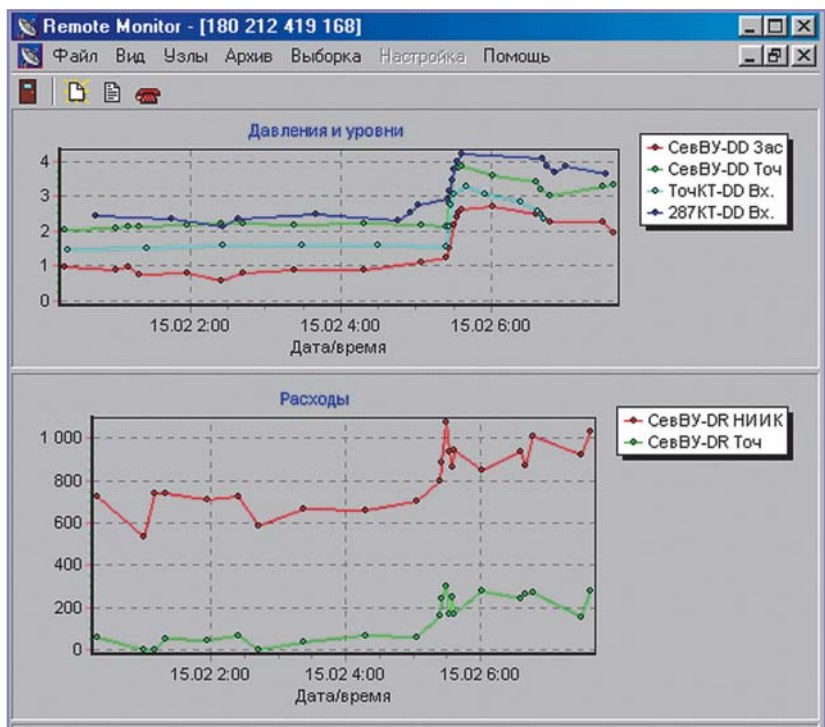 Remote Monitor - [180 212 419 168]
Файл Вид Узлы Архив Выборка Настройка Помощь
Давления и уровни
4
3
2
1
0
15.02 2:00 15.02 4:00 15.02 6:00
Дата/время
СевВУ-DD Зас
СевВУ-DD Точ
ТочКТ-DD Вх.
287КТ-DD Вх.
Расходы
1 000
800
600
400
200
0
15.02 2:00 15.02 4:00 15.02 6:00
Дата/время
СевВУ-DR НИИК
СевВУ-DR Точ